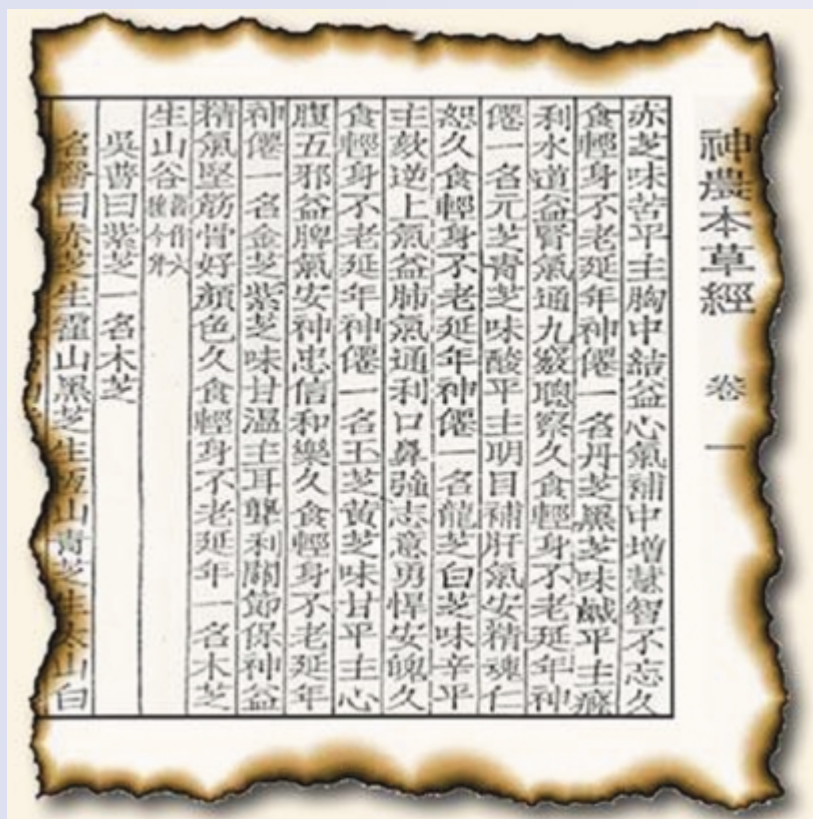 神農本草經　卷一
赤芝味苦平主胸中結益心氣補中增慧智不忘久
食輕身不老延年神僊一名丹芝黑芝味鹹平主癃
利水道益腎氣通九竅聰察久食輕身不老延年神
僊一名元芝青芝味酸平主明目補肝氣安精魂仁
恕久食輕身不老延年神僊一名龍芝白芝味辛平
主欬逆上氣益肺氣通利口鼻強志意勇悍安魄久
食輕身不老延年神僊一名玉芝黃芝味甘平主心
腹五邪益脾氣安神忠信和樂久食輕身不老延年
神僊一名金芝紫芝味甘溫主耳聾利關節保神益
精氣堅筋骨好顏色久食輕身不老延年一名木芝
生山谷舊作六種今并
吳普曰紫芝一名木芝
名醫曰赤芝生霍山黑芝生恆山青芝生太山白